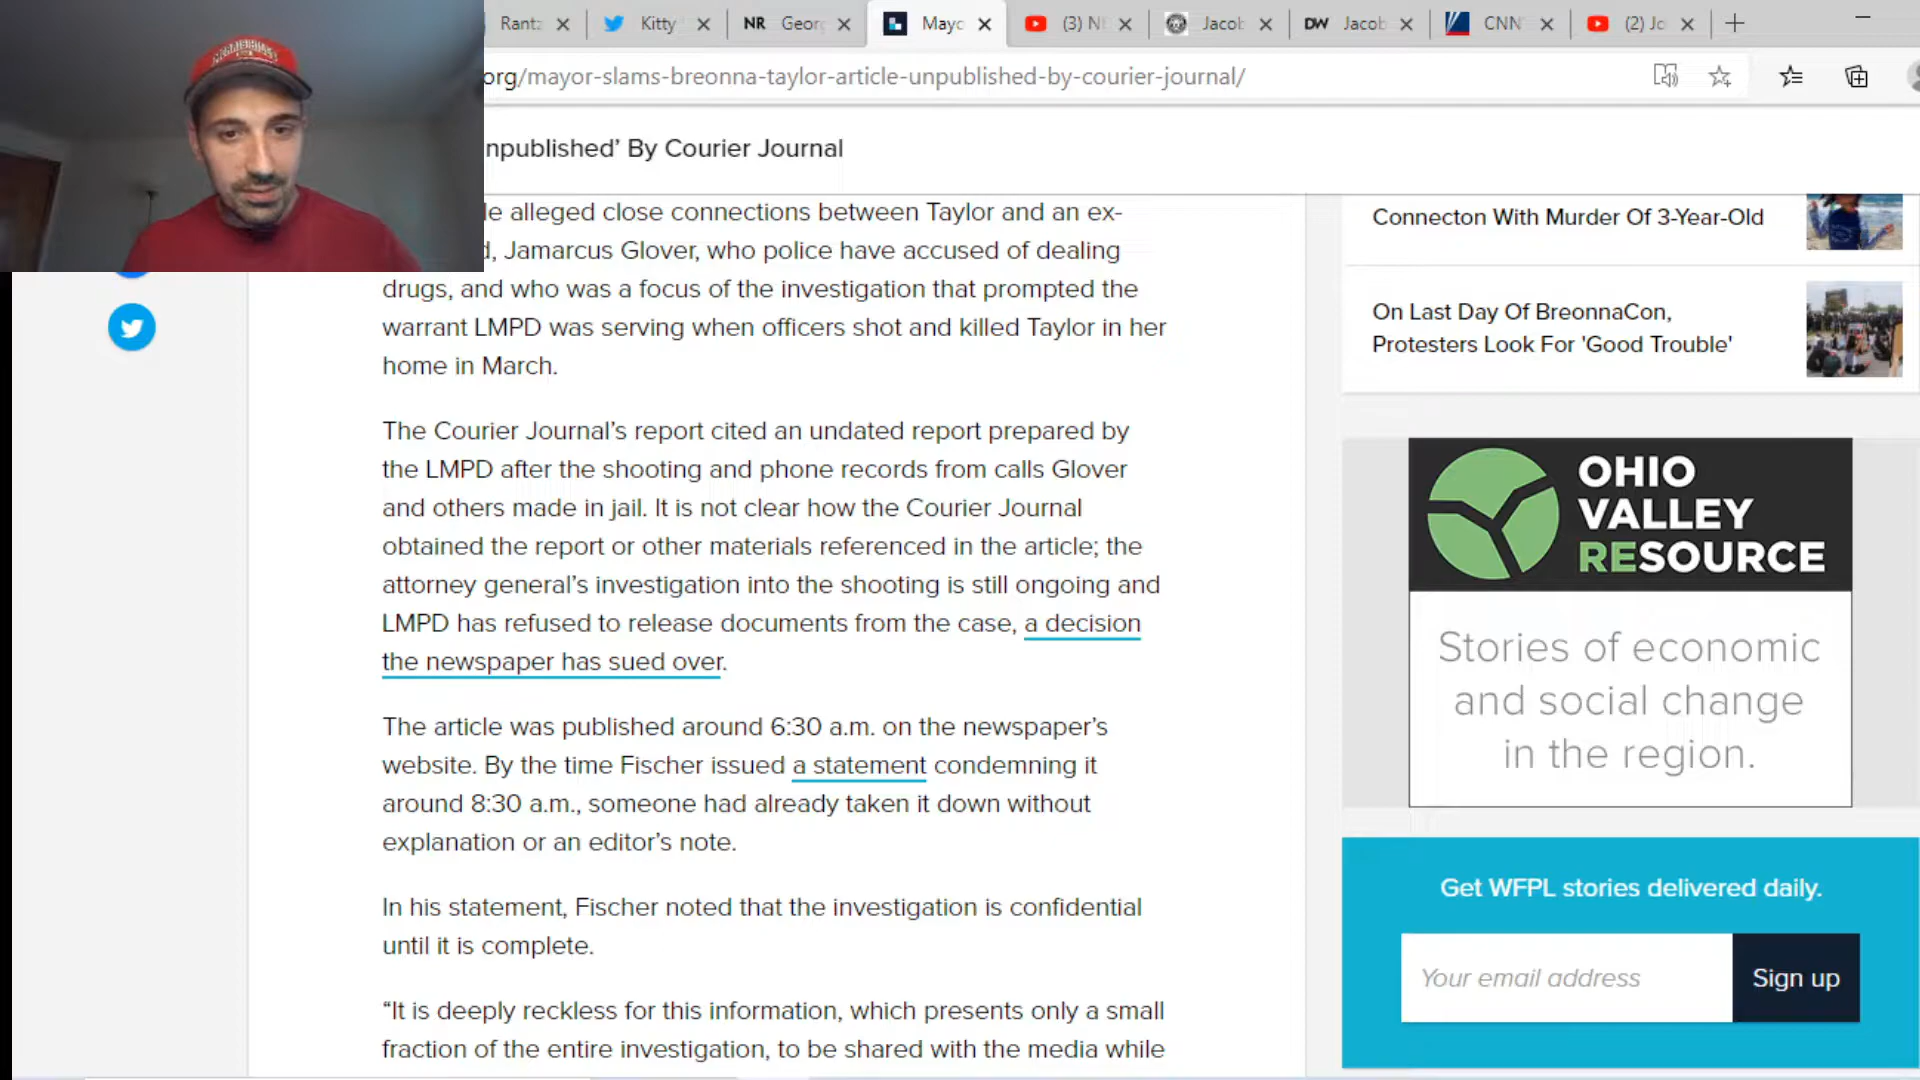 Rantz
Kitty
NR Geor
Mayc
(3) N
Jacob
DW Jacob
CNN
(2) Jo
org/mayor-slams-breonna-taylor-article-unpublished-by-courier-journal/
npublished’ By Courier Journal
le alleged close connections between Taylor and an ex-
d, Jamarcus Glover, who police have accused of dealing
drugs, and who was a focus of the investigation that prompted the
warrant LMPD was serving when officers shot and killed Taylor in her
home in March.
The Courier Journal’s report cited an undated report prepared by
the LMPD after the shooting and phone records from calls Glover
and others made in jail. It is not clear how the Courier Journal
obtained the report or other materials referenced in the article; the
attorney general’s investigation into the shooting is still ongoing and
LMPD has refused to release documents from the case, a decision
the newspaper has sued over.
The article was published around 6:30 a.m. on the newspaper’s
website. By the time Fischer issued a statement condemning it
around 8:30 a.m., someone had already taken it down without
explanation or an editor’s note.
In his statement, Fischer noted that the investigation is confidential
until it is complete.
“It is deeply reckless for this information, which presents only a small
fraction of the entire investigation, to be shared with the media while
Connecton With Murder Of 3-Year-Old
On Last Day Of BreonnaCon,
Protesters Look For 'Good Trouble'
OHIO
VALLEY
RESOURCE
Stories of economic
and social change
in the region.
Get WFPL stories delivered daily.
Your email address
Sign up